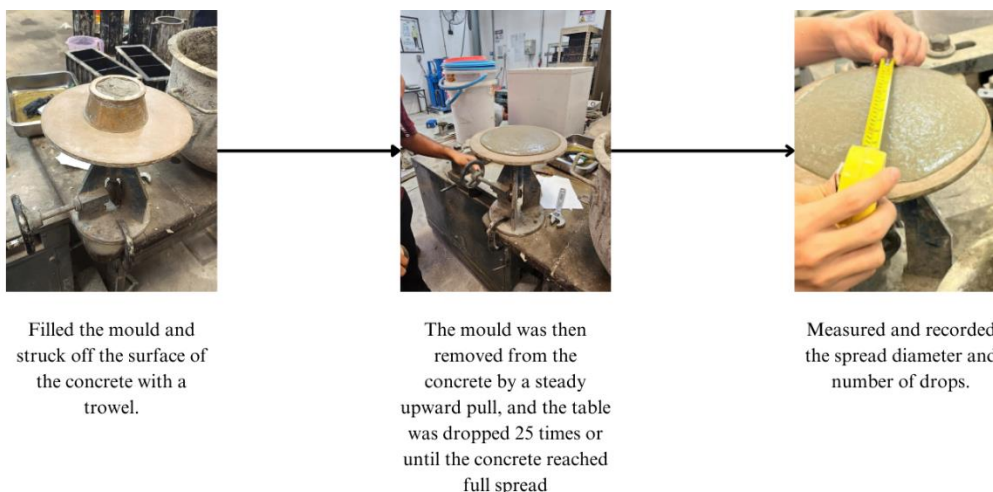 Filled the mould and
struck off the surface of
the concrete with a
trowel.
The mould was then
removed from the
concrete by a steady
upward pull, and the table
was dropped 25 times or
until the concrete reached
full spread
Measured and recorded
the spread diameter and
number of drops.